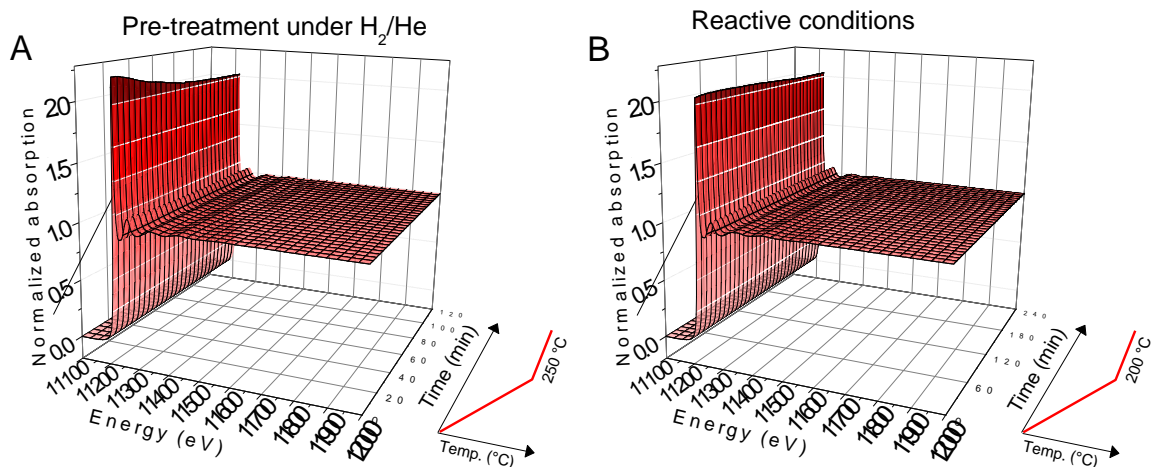 A
Pre-treatment under H2/He
Normalized absorption
20
1.5
1.0
0.5
0.0
11100
11200
11300
11400
11500
11600
11700
11800
11900
12000
Energy (eV)
20
40
60
80
100
120
Time (min)
250 °C
Temp. (°C)
B
Reactive conditions
Normalized absorption
20
1.5
1.0
0.5
0.0
11100
11200
11300
11400
11500
11600
11700
11800
11900
12000
Energy (eV)
60
120
180
240
Time (min)
200 °C
Temp. (°C)